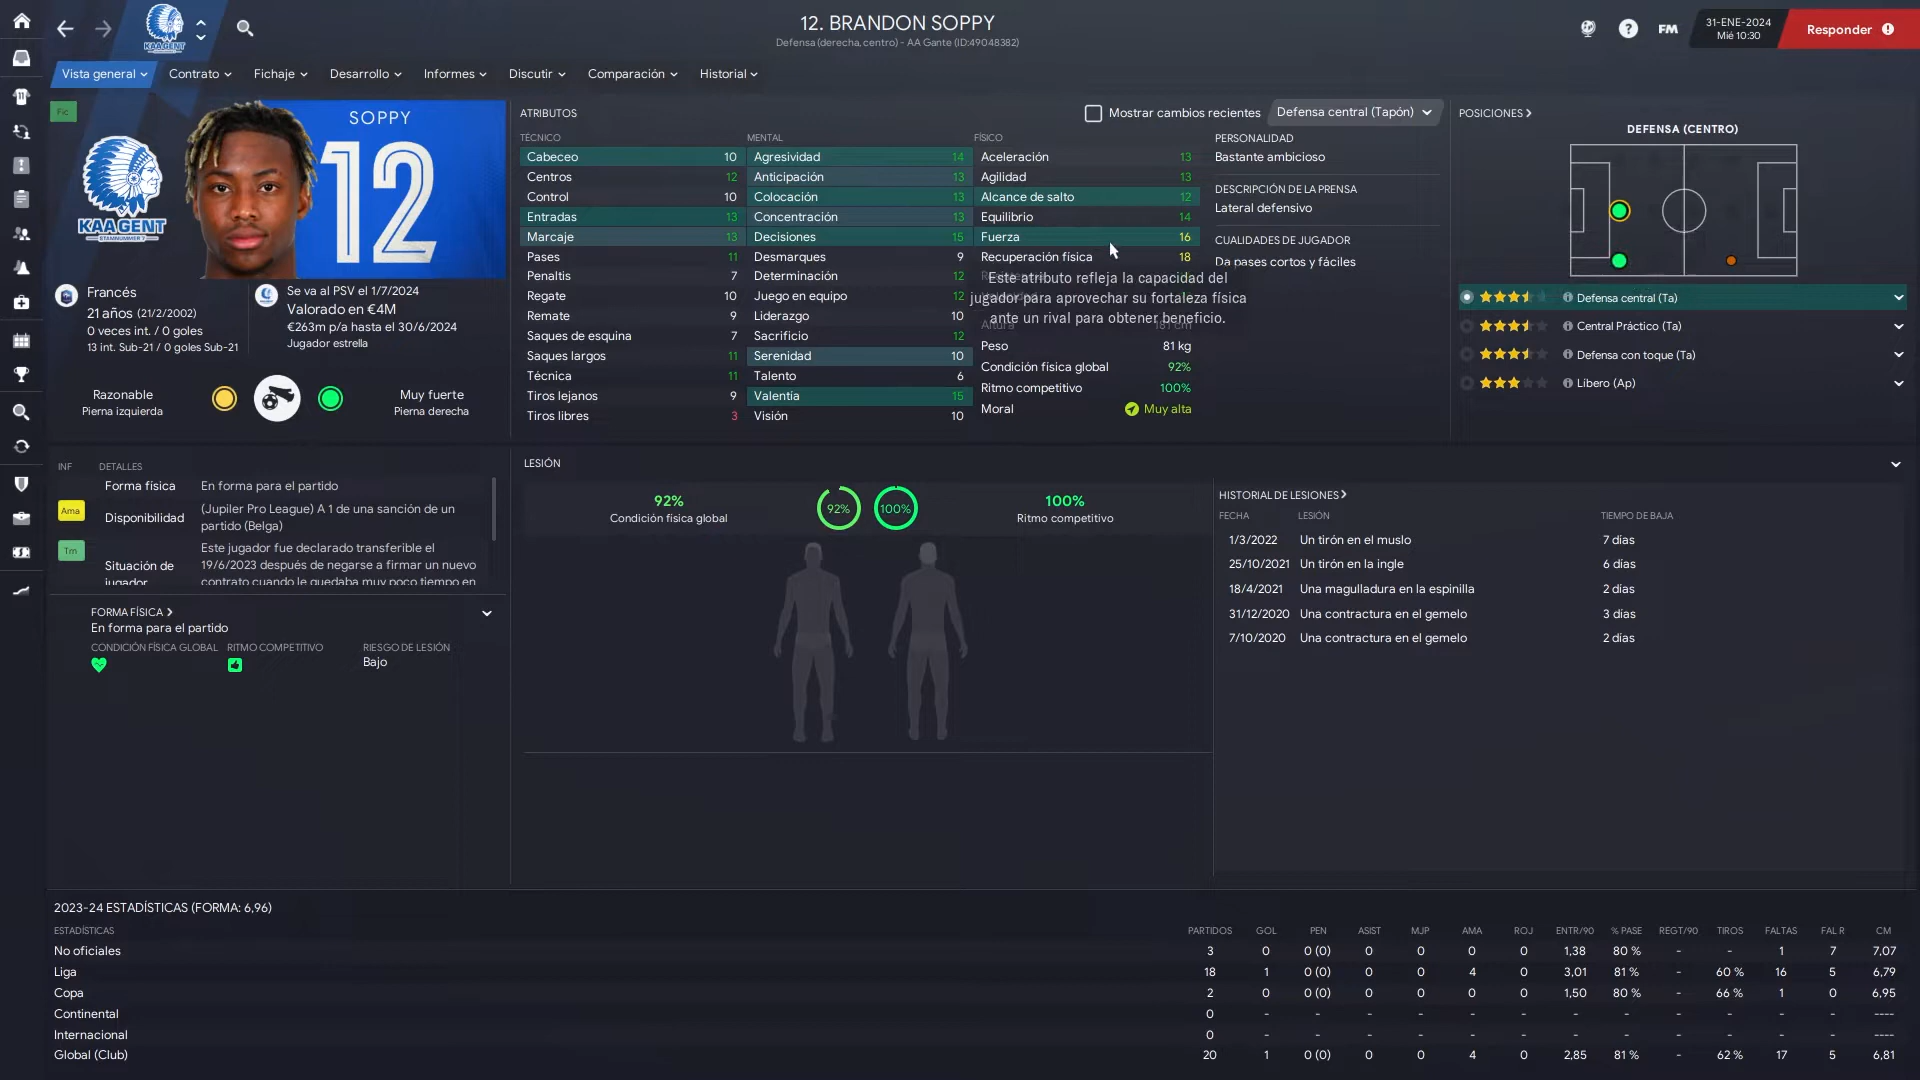 KAA GENT
12. BRANDON SOPPY
Defensa (derecha, centro) - AA Gante (ID:49048382)
FM
31-ENE-2024
Mié 10:30
Responder
Vista general
Contrato
Fichaje
Desarrollo
Informes
Discutir
Comparación
Historial
Fic
KAAGENT
STAMNUMMER 7
SOPPY
12
Francés
21 años (21/2/2002)
0 veces int. / 0 goles
13 int. Sub-21 / 0 goles Sub-21
Se va al PSV el 1/7/2024
Valorado en €4M
€263m p/a hasta el 30/6/2024
Jugador estrella
Razonable
Pierna izquierda
Muy fuerte
Pierna derecha
ATRIBUTOS
Mostrar cambios recientes
Defensa central (Tapón)
TÉCNICO
Cabeceo 10
Centros 12
Control 10
Entradas 13
Marcaje 13
Pases 11
Penaltis 7
Regate 10
Remate 9
Saques de esquina 7
Saques largos 11
Técnica 11
Tiros lejanos 9
Tiros libres 3
MENTAL
Agresividad 14
Anticipación 13
Colocación 13
Concentración 13
Decisiones 15
Desmarques 9
Determinación 12
Juego en equipo 12
Liderazgo 10
Sacrificio 12
Serenidad 10
Talento 6
Valentía 15
Visión 10
FÍSICO
Aceleración 13
Agilidad 13
Alcance de salto 12
Equilibrio 14
Fuerza 16
Recuperación física 18
Este atributo refleja la capacidad del
jugador para aprovechar su fortaleza física
ante un rival para obtener beneficio.
Altura 181 cm
Peso 81 kg
Condición física global 92%
Ritmo competitivo 100%
Moral Muy alta
PERSONALIDAD
Bastante ambicioso
DESCRIPCIÓN DE LA PRENSA
Lateral defensivo
CUALIDADES DE JUGADOR
Da pases cortos y fáciles
POSICIONES
DEFENSA (CENTRO)
Defensa central (Ta)
Central Práctico (Ta)
Defensa con toque (Ta)
Líbero (Ap)
INF DETALLES
Forma física En forma para el partido
Ama Disponibilidad (Jupiler Pro League) A 1 de una sanción de un
partido (Belga)
Trn Situación de
jugador
Este jugador fue declarado transferible el
19/6/2023 después de negarse a firmar un nuevo
contrato cuando le quedaba muy poco tiempo en
FORMA FÍSICA
En forma para el partido
CONDICIÓN FÍSICA GLOBAL RITMO COMPETITIVO RIESGO DE LESIÓN
Bajo
LESIÓN
92%
Condición física global
92%
100%
100%
Ritmo competitivo
HISTORIAL DE LESIONES
FECHA LESIÓN TIEMPO DE BAJA
1/3/2022 Un tirón en el muslo 7 días
25/10/2021 Un tirón en la ingle 6 días
18/4/2021 Una magulladura en la espinilla 2 días
31/12/2020 Una contractura en el gemelo 3 días
7/10/2020 Una contractura en el gemelo 2 días
2023-24 ESTADÍSTICAS (FORMA: 6,96)
ESTADÍSTICAS PARTIDOS GOL PEN ASIST MJP AMA ROJ ENTR/90 % PASE REGT/90 TIROS FALTAS FAL R CM
No oficiales 3 0 0 (0) 0 0 0 0 1,38 80 % - - 1 7 7,07
Liga 18 1 0 (0) 0 0 4 0 3,01 81 % - 60 % 16 5 6,79
Copa 2 0 0 (0) 0 0 0 0 1,50 80 % - 66 % 1 0 6,95
Continental 0 - - - - - - - - - - - - ----
Internacional 0 - - - - - - - - - - - - ----
Global (Club) 20 1 0 (0) 0 0 4 0 2,85 81 % - 62 % 17 5 6,81